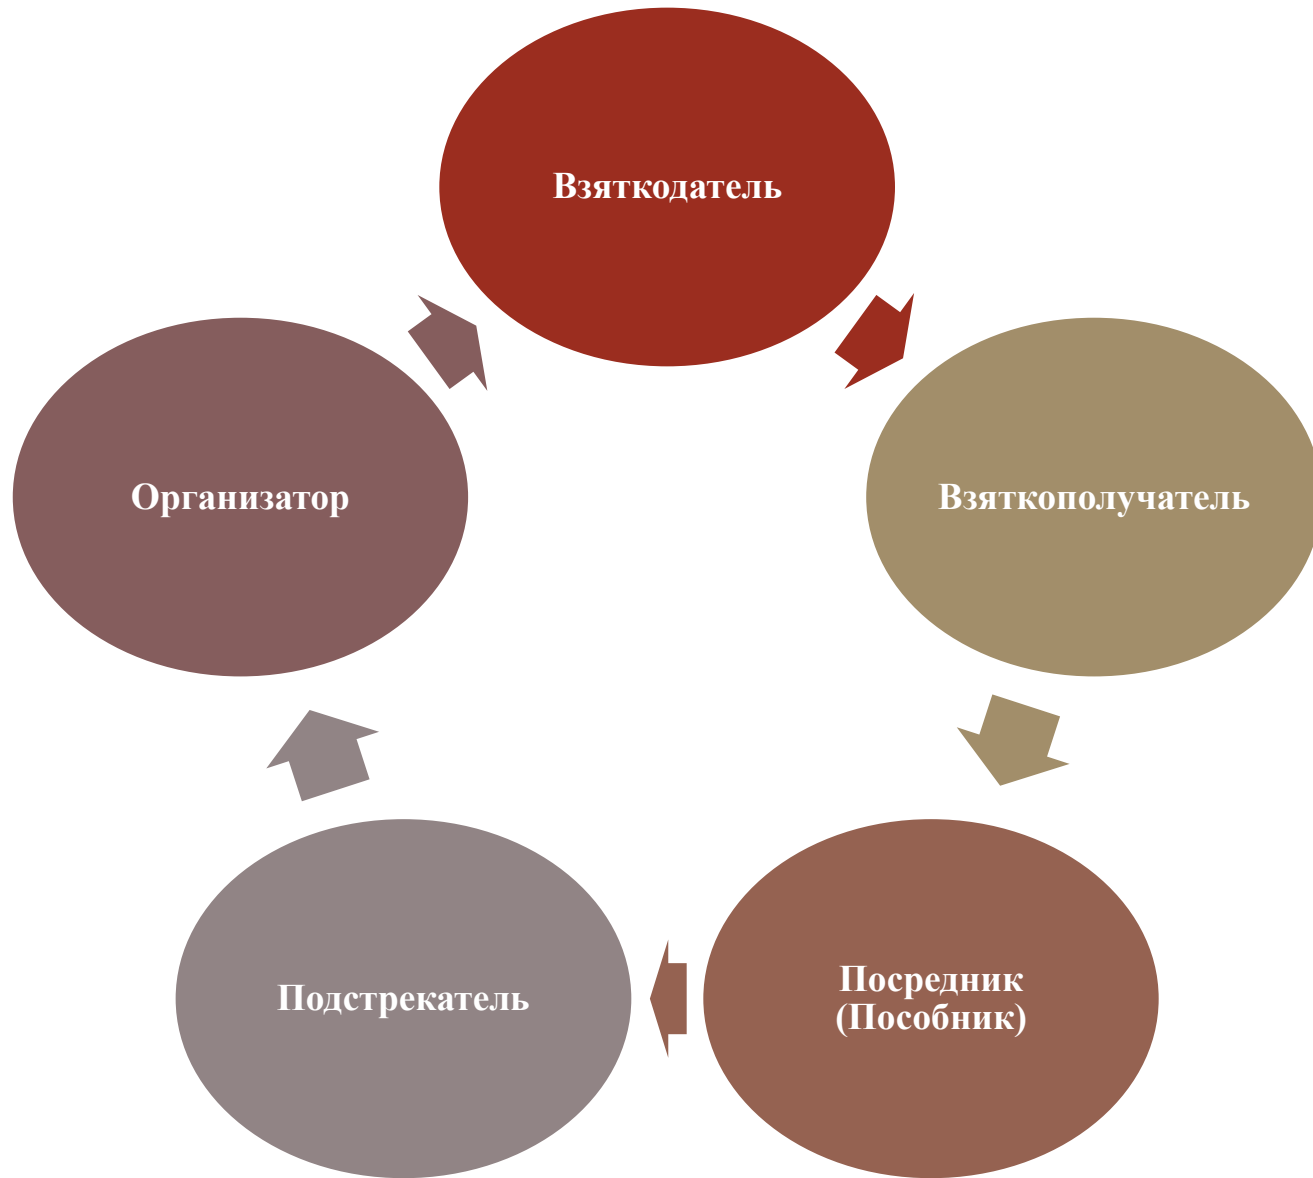 Взяткодатель
Взяткополучатель
Посредник
(Пособник)
Подстрекатель
Организатор